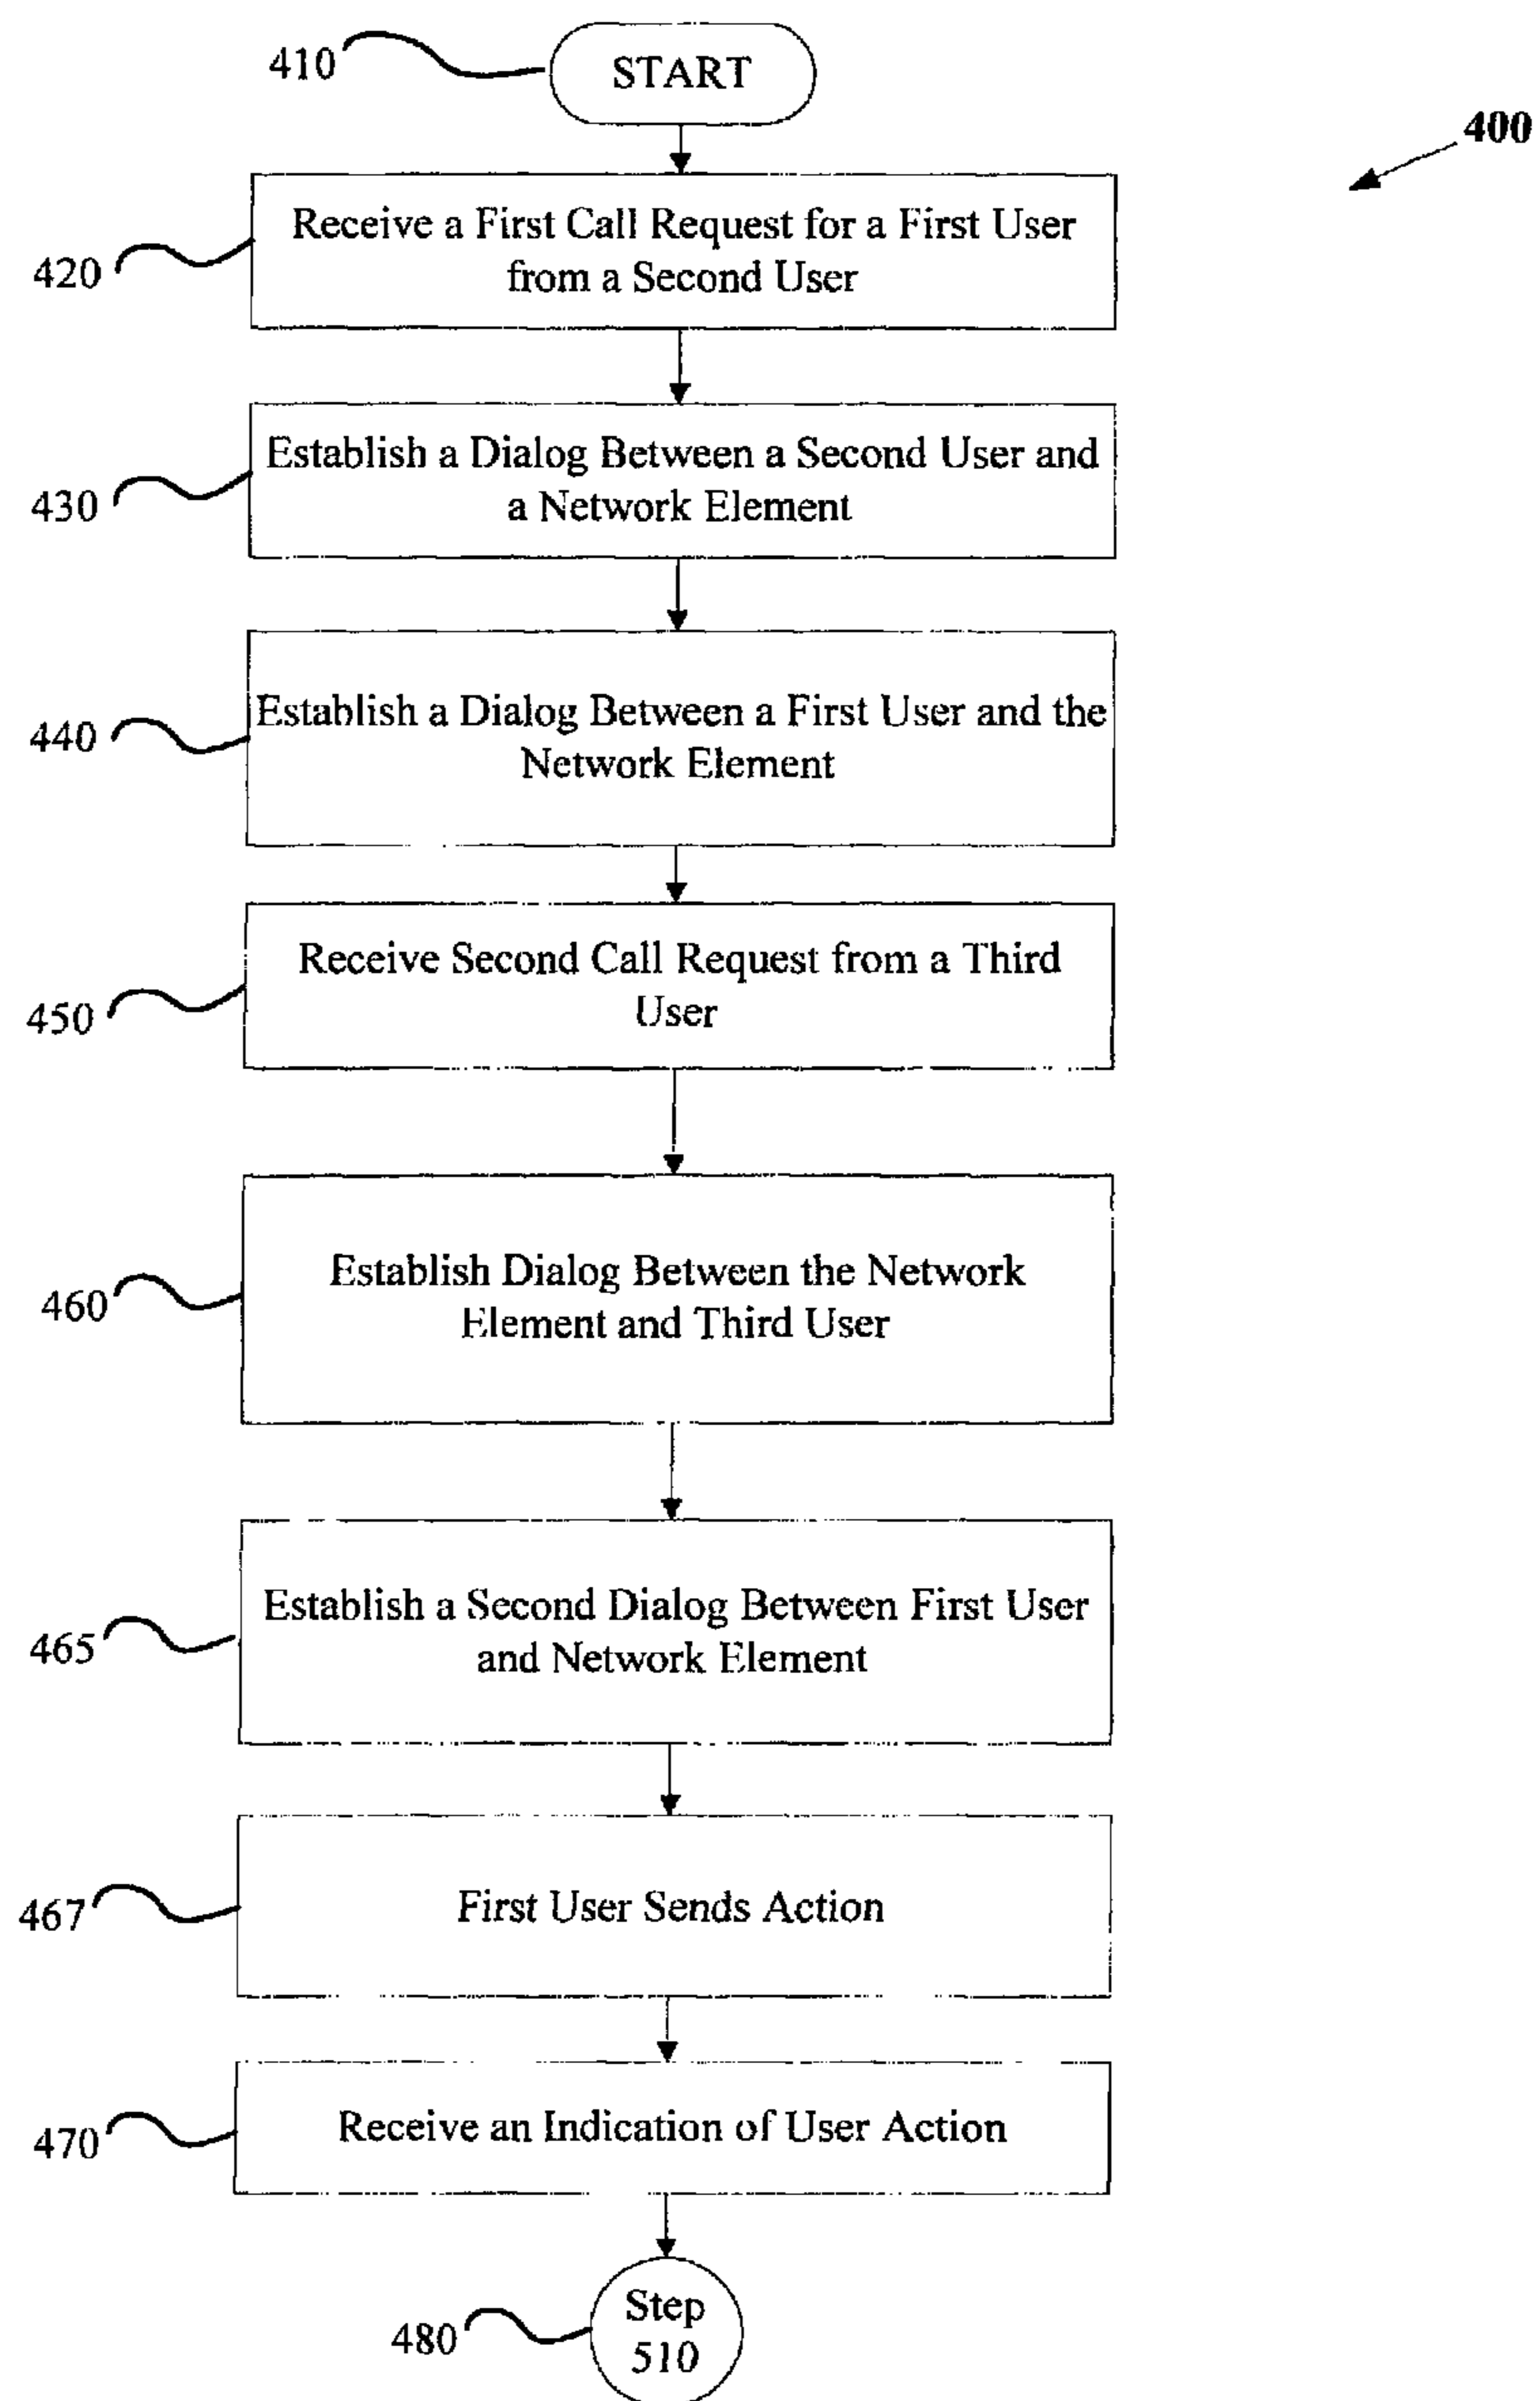 410
START
400
Receive a First Call Request for a First User
from a Second User
420
Establish a Dialog Between a Second User and
a Network Element
430
Establish a Dialog Between a First User and the
Network Element
440
Receive Second Call Request from a Third
User
450
Establish Dialog Between the Network
Element and Third User
460
Establish a Second Dialog Between First User
and Network Element
465
First User Sends Action
467
Receive an Indication of User Action
470
Step
510
480